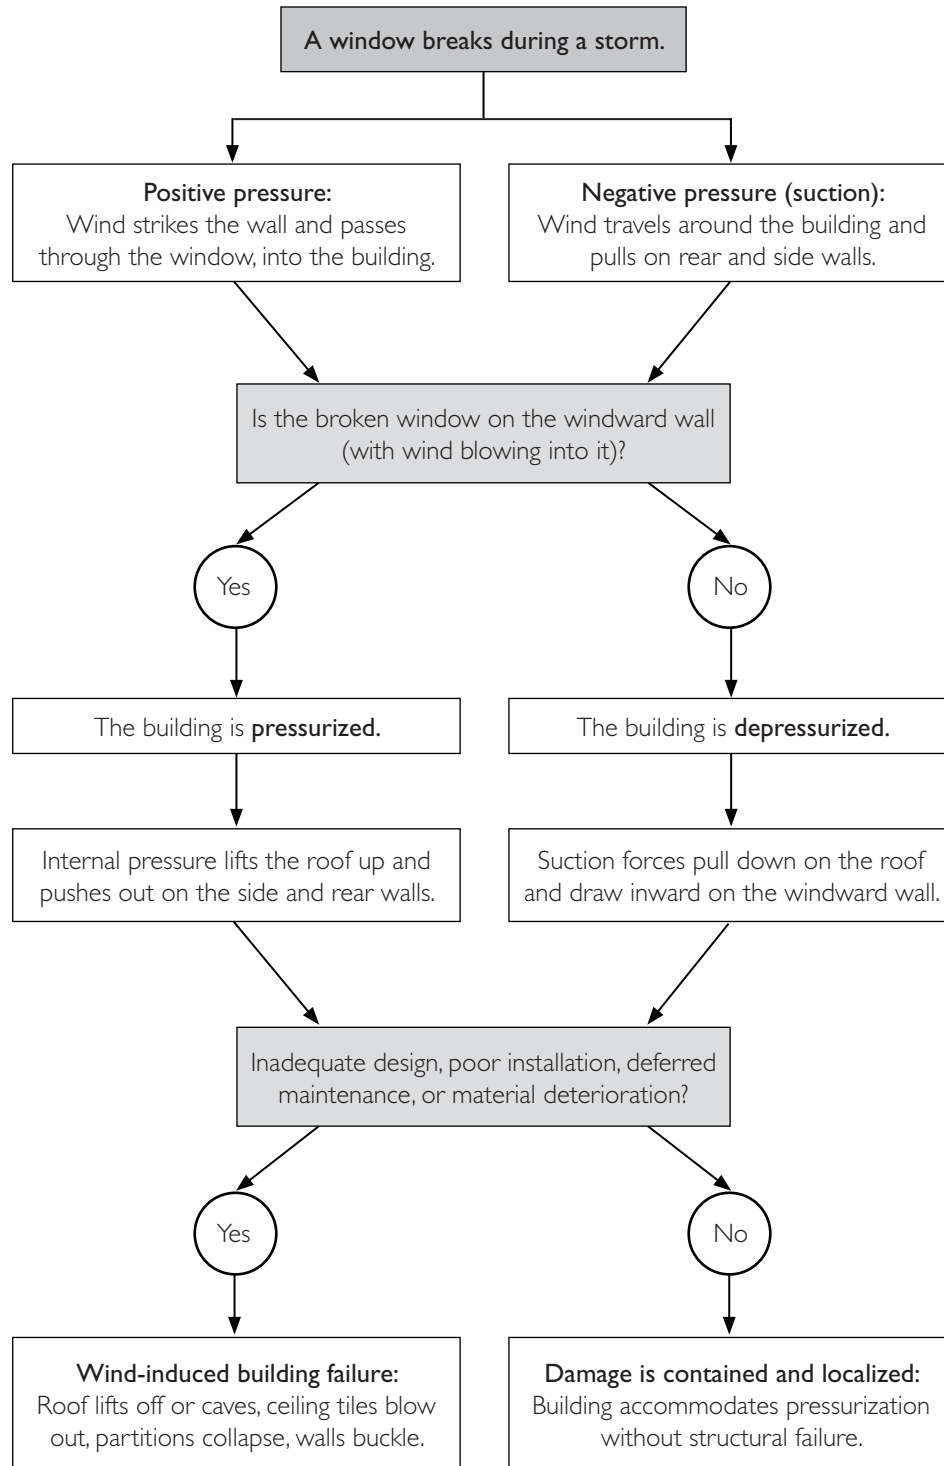 A window breaks during a storm.
Positive pressure:
Wind strikes the wall and passes
through the window, into the building.
Negative pressure (suction):
Wind travels around the building and
pulls on rear and side walls.
Is the broken window on the windward wall
(with wind blowing into it)?
Yes
No
The building is pressurized.
The building is depressurized.
Internal pressure lifts the roof up and
pushes out on the side and rear walls.
Suction forces pull down on the roof
and draw inward on the windward wall.
Inadequate design, poor installation, deferred
maintenance, or material deterioration?
Yes
No
Wind-induced building failure:
Roof lifts off or caves, ceiling tiles blow
out, partitions collapse, walls buckle.
Damage is contained and localized:
Building accommodates pressurization
without structural failure.